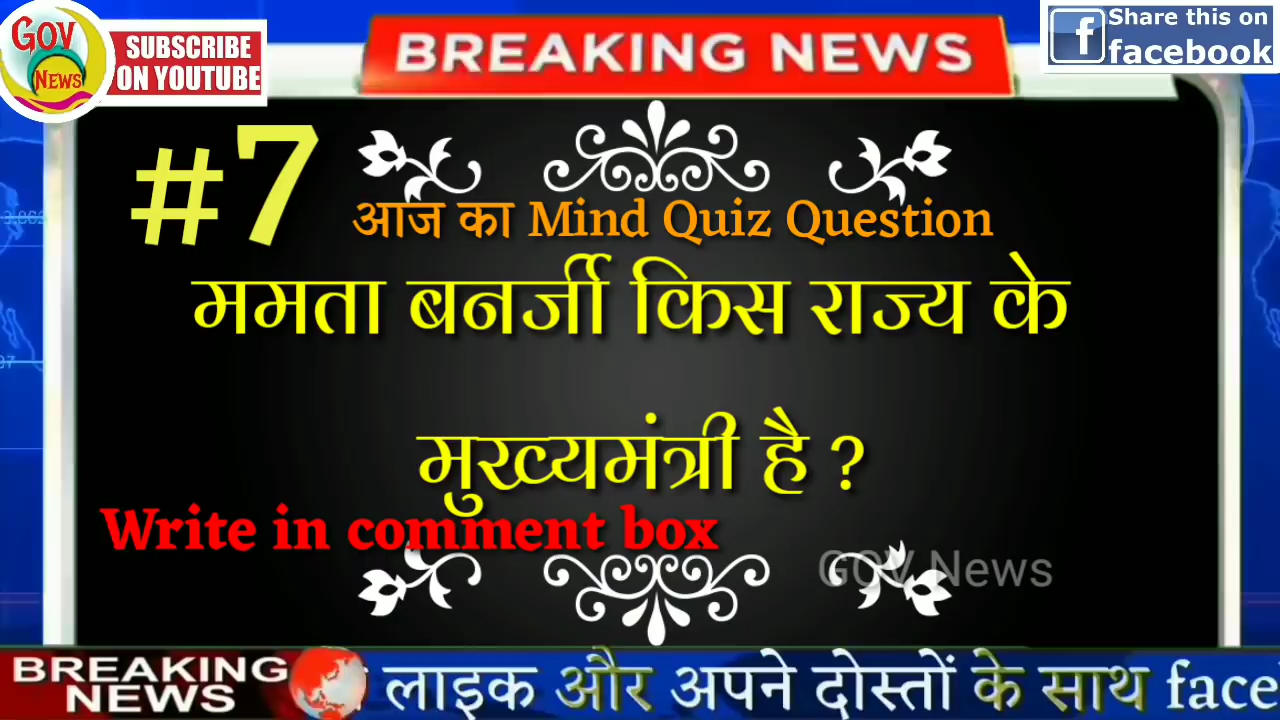 GOV
NEWS
SUBSCRIBE
ON YOUTUBE
BREAKING NEWS
Share this on
facebook
#7
आज का Mind Quiz Question
ममता बनर्जी किस राज्य के
मुख्यमंत्री है ?
Write in comment box
GOV News
BREAKING
NEWS
लाइक और अपने दोस्तों के साथ face